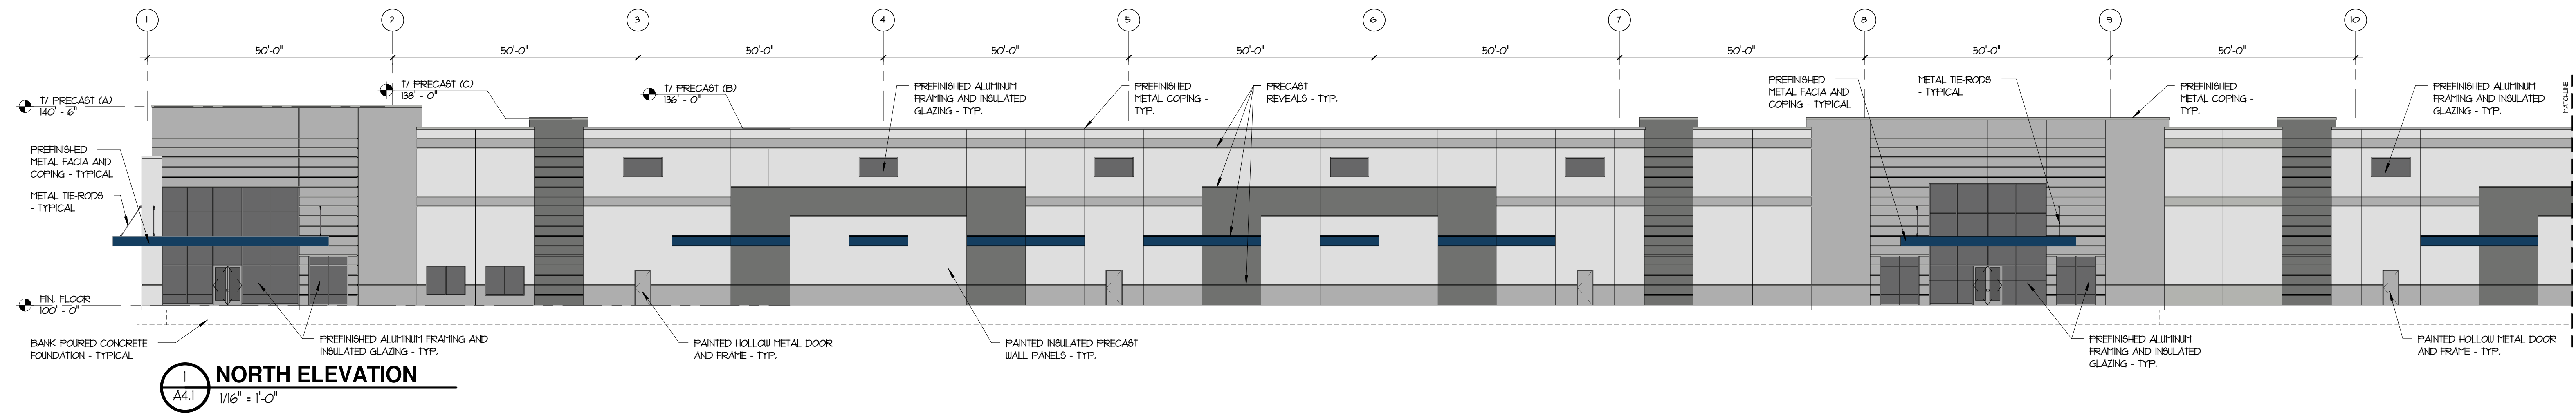 1 2 3 4 5 6 7 8 9 10
50'-0" 50'-0" 50'-0" 50'-0" 50'-0" 50'-0" 50'-0" 50'-0" 50'-0"
T/ PRECAST (A)
140' - 6"
T/ PRECAST (C)
138' - 0"
T/ PRECAST (B)
136' - 0"
PREFINISHED ALUMINUM
FRAMING AND INSULATED
GLAZING - TYP.
PREFINISHED
METAL COPING -
TYP.
PRECAST
REVEALS - TYP.
PREFINISHED
METAL FACIA AND
COPING - TYPICAL
METAL TIE-RODS
- TYPICAL
PREFINISHED
METAL COPING -
TYP.
PREFINISHED ALUMINUM
FRAMING AND INSULATED
GLAZING - TYP.
MATCHLINE
PREFINISHED
METAL FACIA AND
COPING - TYPICAL
METAL TIE-RODS
- TYPICAL
FIN. FLOOR
100' - 0"
BANK POURED CONCRETE
FOUNDATION - TYPICAL
PREFINISHED ALUMINUM FRAMING AND
INSULATED GLAZING - TYP.
PAINTED HOLLOW METAL DOOR
AND FRAME - TYP.
PAINTED INSULATED PRECAST
WALL PANELS - TYP.
PREFINISHED ALUMINUM
FRAMING AND INSULATED
GLAZING - TYP.
PAINTED HOLLOW METAL DOOR
AND FRAME - TYP.
1
A4.1
NORTH ELEVATION
1/16" = 1'-0"